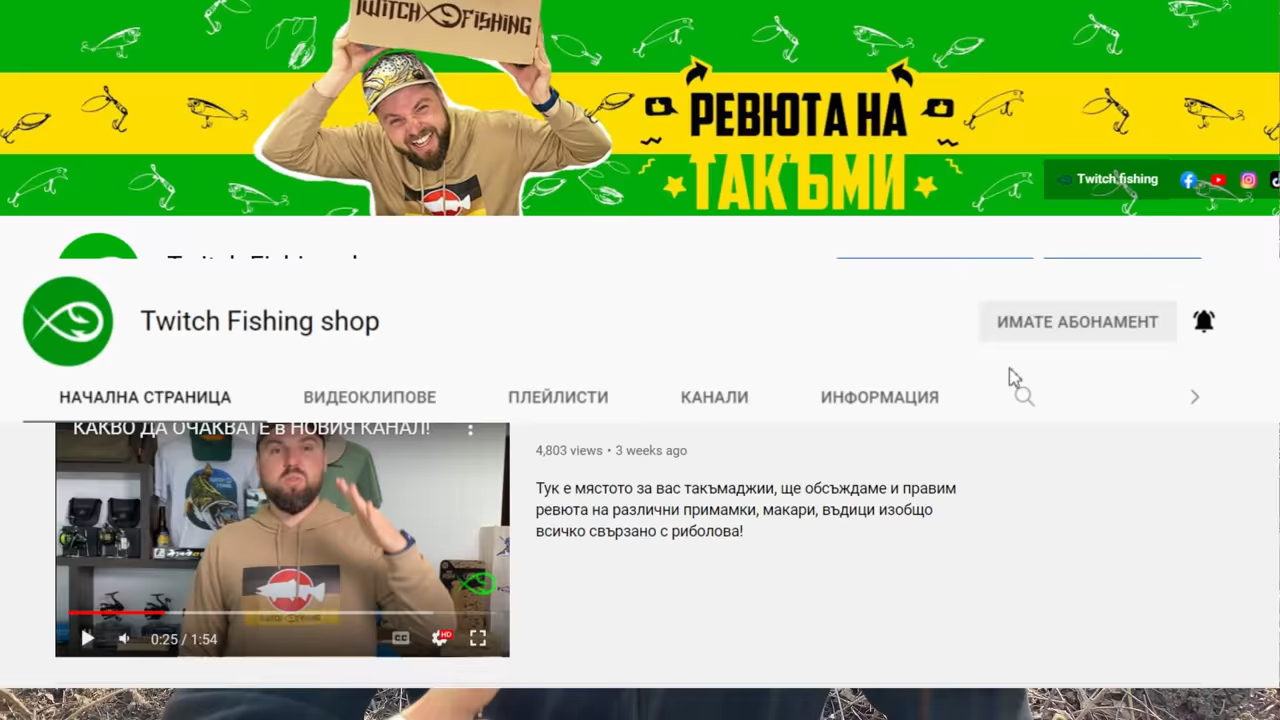 TWITCH FISHING
РЕВЮТА НА
ТАКЪМИ
Twitch fishing
Twitch Fishing shop
ИМАТЕ АБОНАМЕНТ
НАЧАЛНА СТРАНИЦА
ВИДЕОКЛИПОВЕ
ПЛЕЙЛИСТИ
КАНАЛИ
ИНФОРМАЦИЯ
КАКВО ДА ОЧАКВАТЕ в НОВИЯ КАНАЛ!
4,803 views • 3 weeks ago
Тук е мястото за вас такъмаджии, ще обсъждаме и правим
ревюта на различни примамки, макари, въдици изобщо
всичко свързано с риболова!
0:25 / 1:54
CC
HD